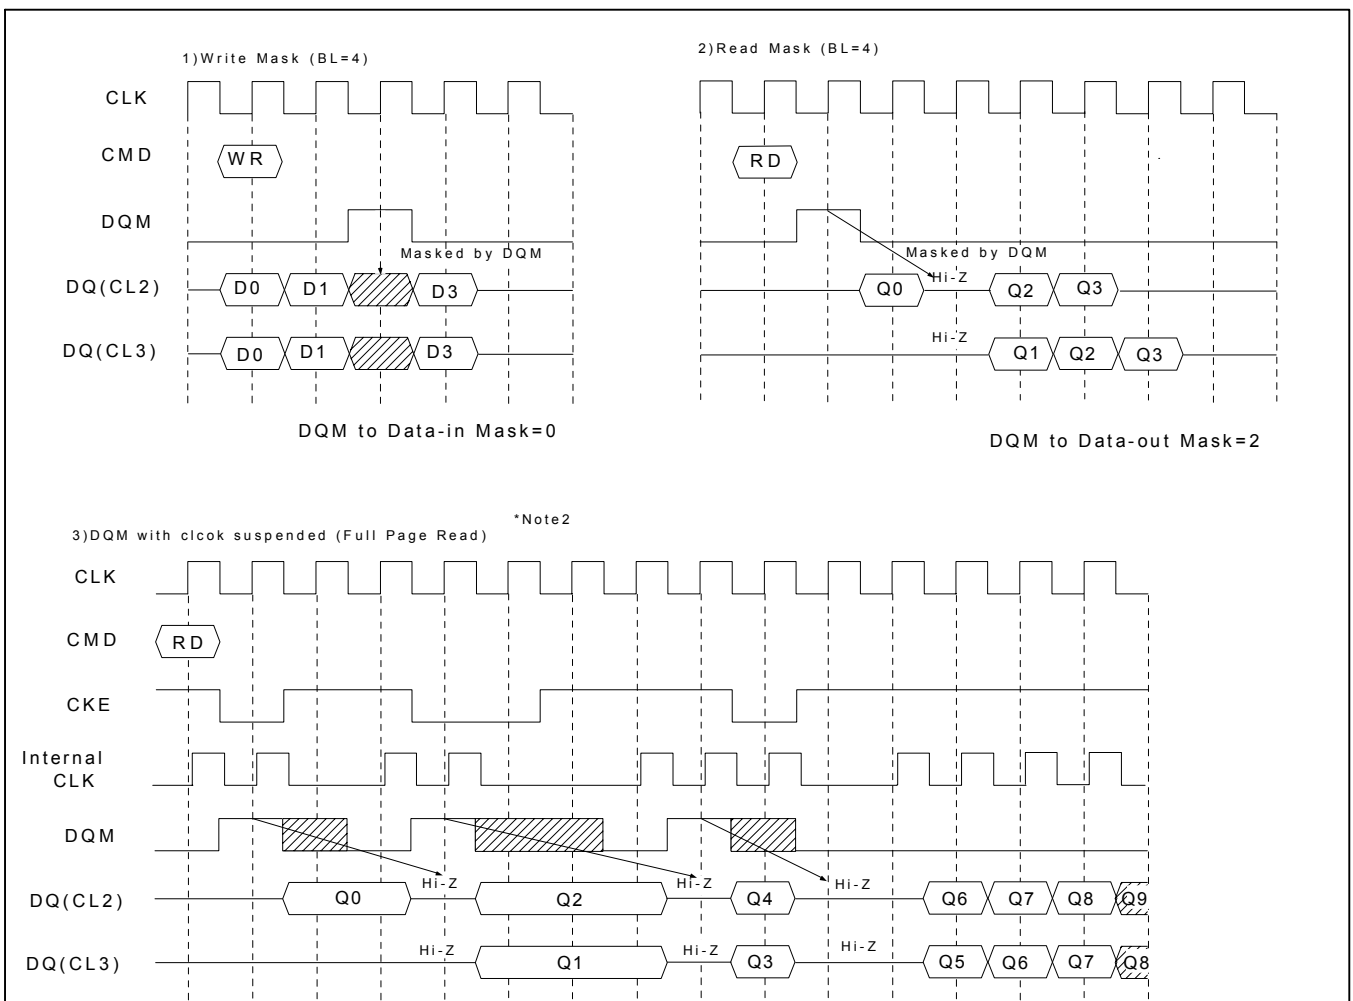 1)Write Mask (BL=4)
2)Read Mask (BL=4)
CLK
CMD
WR
RD
DQM
Masked by DQM
Masked by DQM
DQ(CL2)
D0 D1 D3
Q0 Hi-Z Q2 Q3
DQ(CL3)
D0 D1 D3
Hi-Z Q1 Q2 Q3
DQM to Data-in Mask=0
DQM to Data-out Mask=2
*Note2
3)DQM with clcok suspended (Full Page Read)
CLK
CMD
RD
CKE
Internal
CLK
DQM
DQ(CL2)
Q0 Hi-Z Q2 Hi-Z Q4 Hi-Z Q6 Q7 Q8 Q9
DQ(CL3)
Hi-Z Q1 Hi-Z Q3 Hi-Z Q5 Q6 Q7 Q8